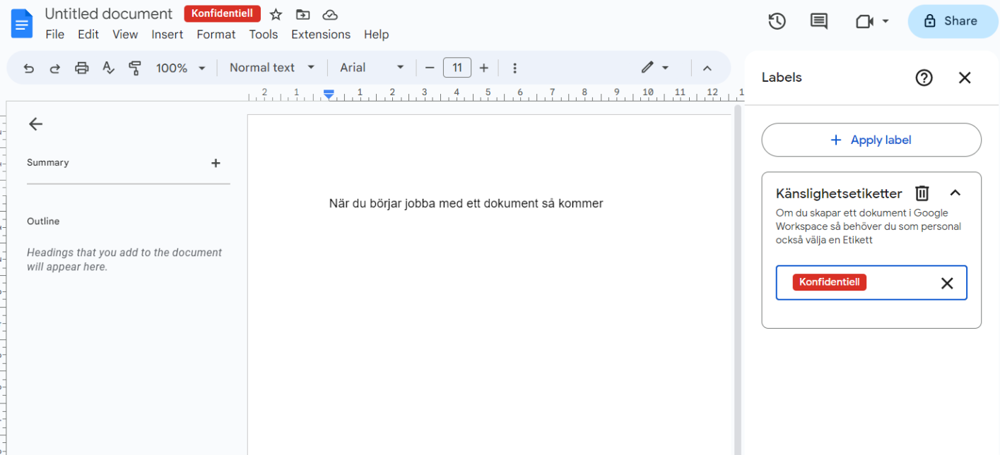 Untitled document Konfidentiell
File Edit View Insert Format Tools Extensions Help
Share
100% Normal text Arial 11
2 1 1 2 3 4 5 6 7 8 9 10 11 12 1
Summary
Outline
Headings that you add to the document
will appear here.
När du börjar jobba med ett dokument så kommer
Labels
Apply label
Känslighetsetiketter
Om du skapar ett dokument i Google
Workspace så behöver du som personal
också välja en Etikett
Konfidentiell